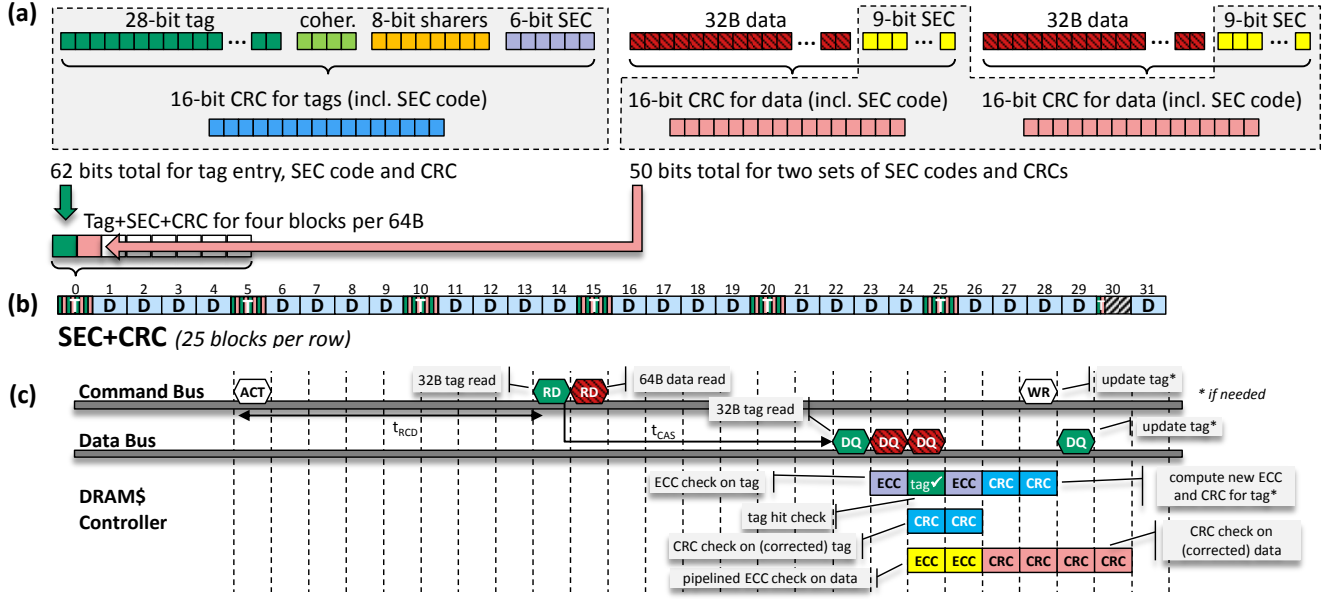 (a)
28-bit tag coher. 8-bit sharers 6-bit SEC 32B data 9-bit SEC 32B data 9-bit SEC
... ... ... ... ...
16-bit CRC for tags (incl. SEC code) 16-bit CRC for data (incl. SEC code) 16-bit CRC for data (incl. SEC code)
62 bits total for tag entry, SEC code and CRC 50 bits total for two sets of SEC codes and CRCs
Tag+SEC+CRC for four blocks per 64B
0 1 2 3 4 5 6 7 8 9 10 11 12 13 14 15 16 17 18 19 20 21 22 23 24 25 26 27 28 29 30 31
(b) T D D D D T D D D D T D D D D T D D D D T D D D D T D D D D T D
SEC+CRC (25 blocks per row)
(c)
Command Bus ACT 32B tag read RD RD 64B data read WR update tag* * if needed
tRCD 32B tag read
Data Bus tCAS DQ DQ DQ DQ update tag*
DRAM$
Controller
ECC check on tag ECC tag✓ ECC CRC CRC compute new ECC
and CRC for tag*
tag hit check
CRC CRC
CRC check on (corrected) tag
CRC check on
(corrected) data
pipelined ECC check on data ECC ECC CRC CRC CRC CRC